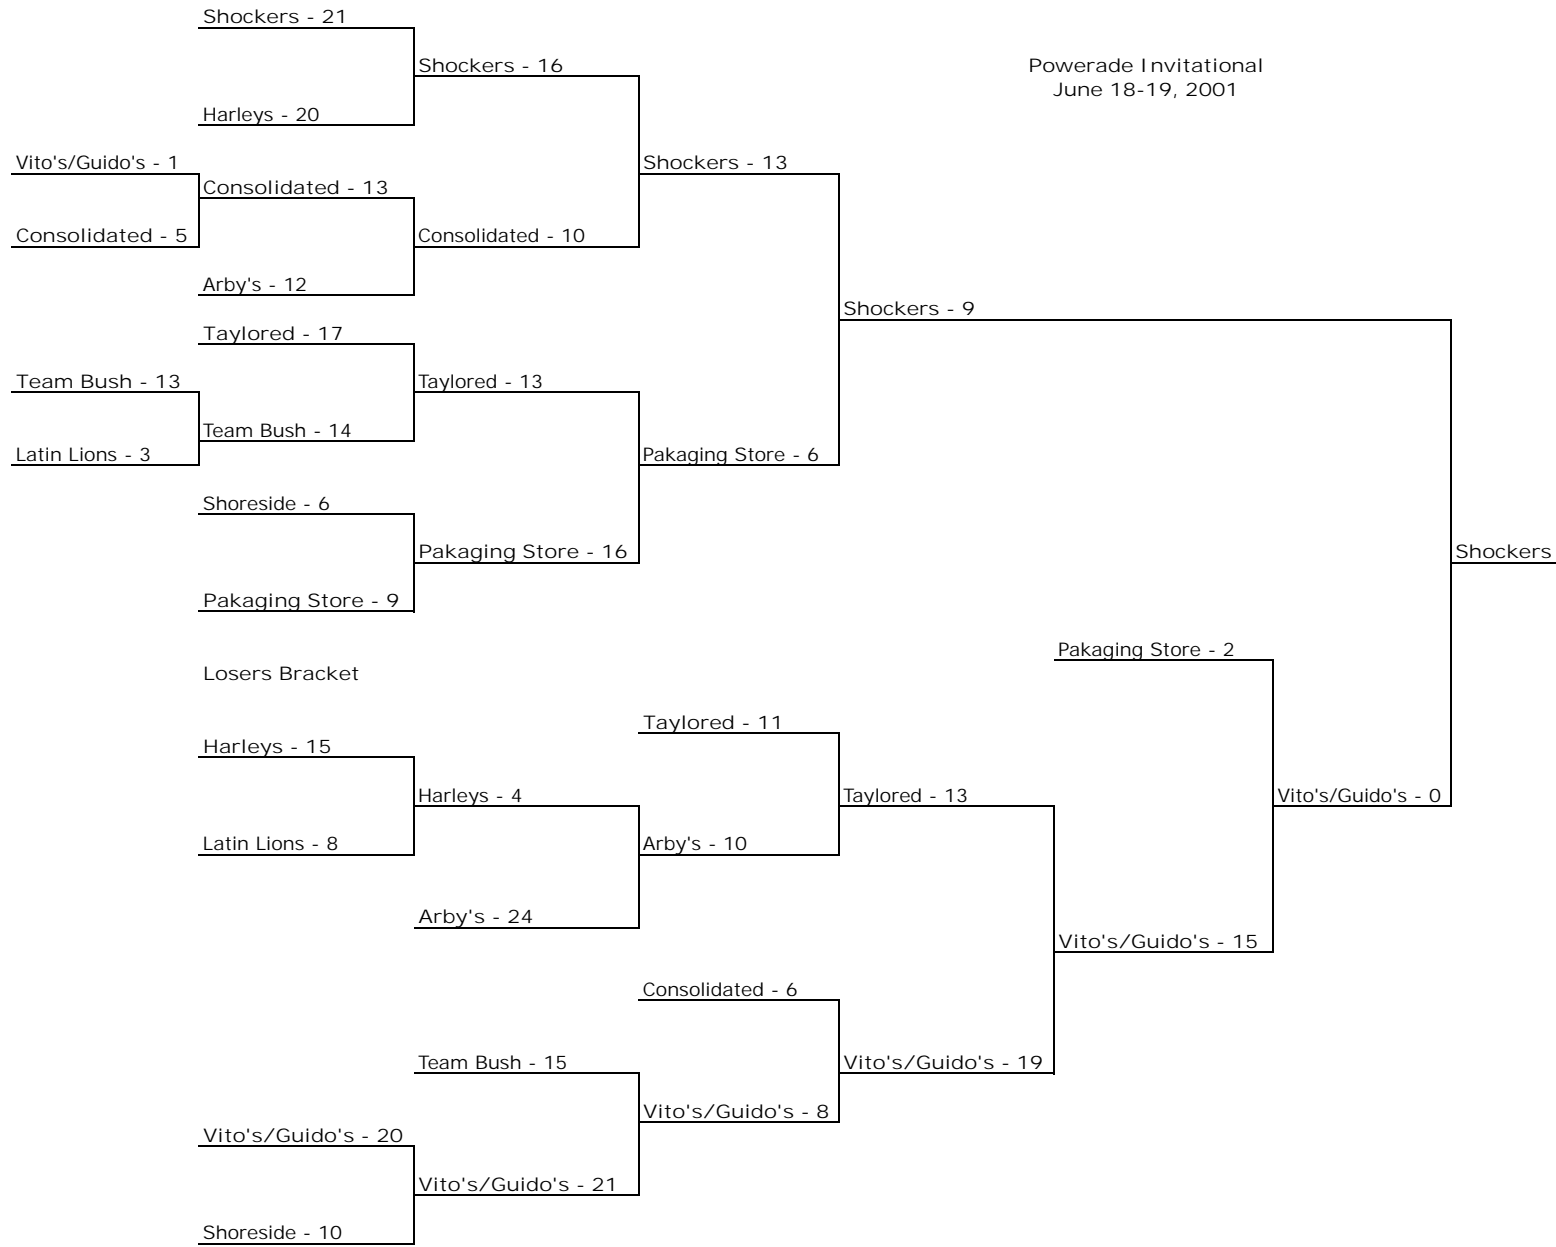 Shockers - 21
Shockers - 16
Powerade Invitational
June 18-19, 2001
Harleys - 20
Vito's/Guido's - 1
Shockers - 13
Consolidated - 13
Consolidated - 5
Consolidated - 10
Arby's - 12
Shockers - 9
Taylored - 17
Team Bush - 13
Taylored - 13
Team Bush - 14
Latin Lions - 3
Pakaging Store - 6
Shoreside - 6
Pakaging Store - 16
Shockers
Pakaging Store - 9
Pakaging Store - 2
Losers Bracket
Taylored - 11
Harleys - 15
Harleys - 4
Taylored - 13
Vito's/Guido's - 0
Latin Lions - 8
Arby's - 10
Arby's - 24
Vito's/Guido's - 15
Consolidated - 6
Team Bush - 15
Vito's/Guido's - 19
Vito's/Guido's - 8
Vito's/Guido's - 20
Vito's/Guido's - 21
Shoreside - 10